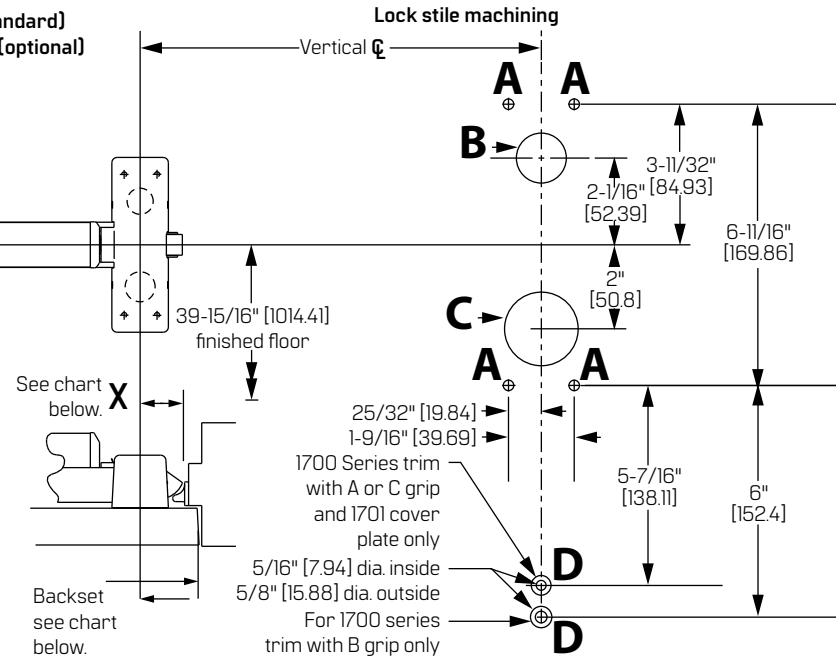 andard)
(optional)
Lock stile machining
Vertical ℄
A A
B
3-11/32"
[84.93]
2-1/16"
[52.39]
6-11/16"
[169.86]
2"
[50.8]
C
39-15/16" [1014.41]
finished floor
A A
See chart
below.
X
25/32" [19.84]
1-9/16" [39.69]
1700 Series trim
with A or C grip
and 1701 cover
plate only
5-7/16"
[138.11]
6"
[152.4]
D
5/16" [7.94] dia. inside
5/8" [15.88] dia. outside
For 1700 series
trim with B grip only
D
Backset
see chart
below.